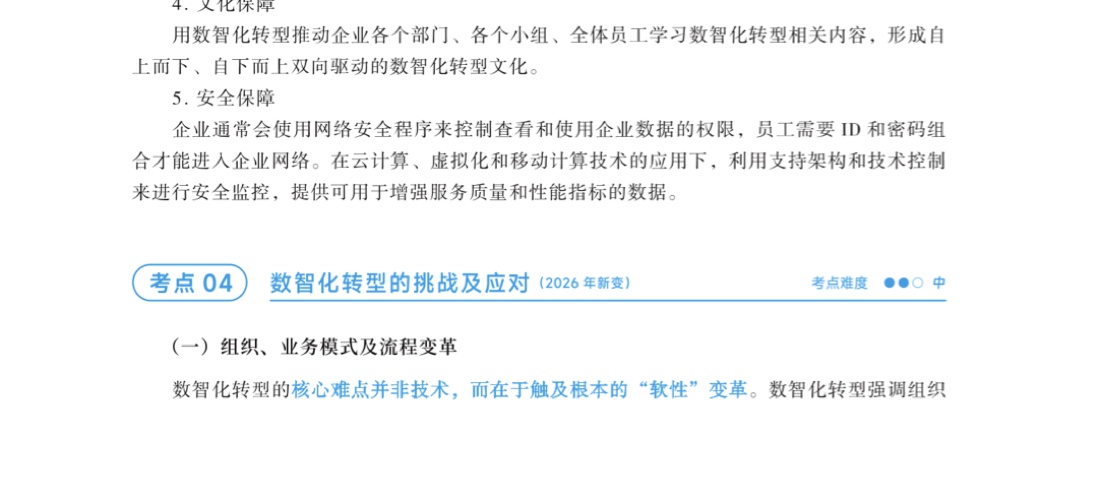 4. 文化保障
用数智化转型推动企业各个部门、各个小组、全体员工学习数智化转型相关内容，形成自
上而下、自下而上双向驱动的数智化转型文化。
5. 安全保障
企业通常会使用网络安全程序来控制查看和使用企业数据的权限，员工需要 ID 和密码组
合才能进入企业网络。在云计算、虚拟化和移动计算技术的应用下，利用支持架构和技术控制
来进行安全监控，提供可用于增强服务质量和性能指标的数据。
考点 04 数智化转型的挑战及应对（2026 年新变） 考点难度 ●●○ 中
（一）组织、业务模式及流程变革
数智化转型的核心难点并非技术，而在于触及根本的“软性”变革。数智化转型强调组织